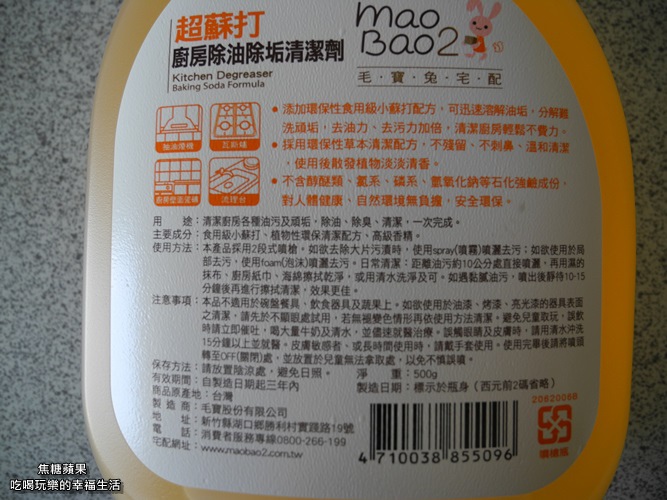 超蘇打
廚房除油除垢清潔劑
Kitchen Degreaser
Baking Soda Formula
mao
Bao2
毛・寶・兔・宅・配
抽油煙機
瓦斯爐
廚房壁面瓷磚
流理台
• 添加環保性食用級小蘇打配方，可迅速溶解油垢，分解難
洗頑垢，去油力、去污力加倍，清潔廚房輕鬆不費力。
• 採用環保性草本清潔配方，不殘留、不刺鼻、溫和清潔
，使用後散發植物淡淡清香。
• 不含醇醚類、氯系、磷系、氫氧化鈉等石化強鹼成份，
對人體健康、自然環境無負擔，安全環保。
用　　途：清潔廚房各種油污及頑垢，除油、除臭、清潔，一次完成。
主要成分：食用級小蘇打、植物性環保清潔配方、高級香精。
使用方法：本產品採用2段式噴槍。如欲去除大片污漬時，使用spray(噴霧)噴灑去污；如欲使用於局
部去污，使用foam(泡沫)噴灑去污。日常清潔：距離油污約10公分處直接噴灑，再用濕的
抹布、廚房紙巾、海綿擦拭乾淨，或用清水洗淨及可。如遇黏膩油污，噴出後靜待10-15
分鐘後再進行擦拭清潔，效果更佳。
注意事項：本品不適用於碗盤餐具、飲食器具及蔬果上。如欲使用於油漆、烤漆、亮光漆的器具表面
之清潔，請先於不顯眼處試用，若無褪變色情形再依使用方法清潔。避免兒童取玩，誤飲
時請立即催吐，喝大量牛奶及清水，並儘速就醫治療。誤觸眼睛及皮膚時，請用清水沖洗
15分鐘以上並就醫。皮膚敏感者、或長時間使用時，請戴手套使用。使用完畢後請將噴頭
轉至OFF(關閉)處，並放置於兒童無法拿取處，以免不慎誤噴。
保存方法：請放置陰涼處，避免日照。　淨　　重：500g
有效期間：自製造日期起三年內　製造日期：標示於瓶身（西元前2碼省略）
商品原產地：台灣
製 造 商：毛寶股份有限公司
地　　址：新竹縣湖口鄉勝利村實踐路19號
電　　話：消費者服務專線0800-266-199
宅配網址：www.maobao2.com.tw
4 710038 855096
焦糖蘋果
吃喝玩樂的幸福生活